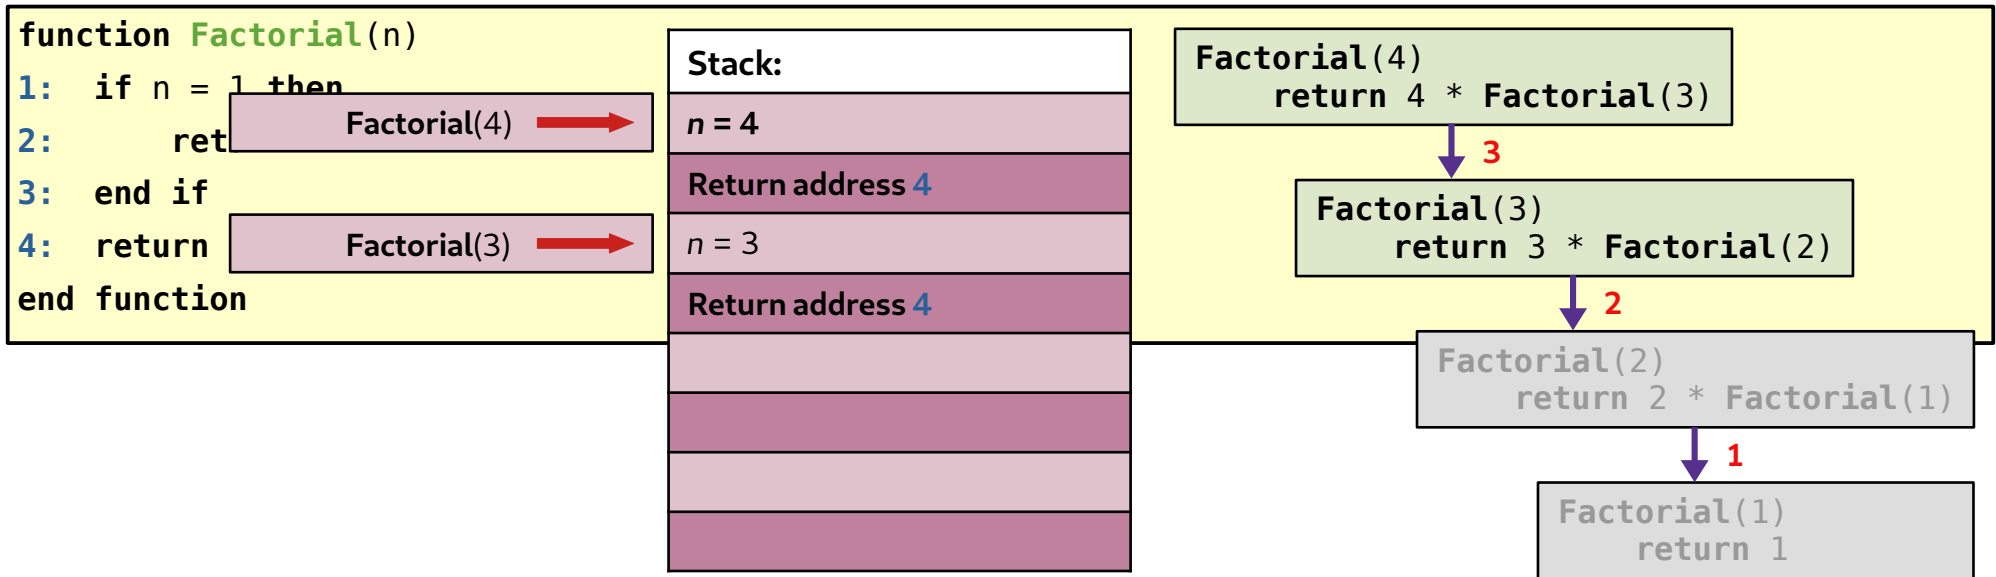 function Factorial(n)
1: if n = 1 then
2: ret
3: end if
4: return
end function
Factorial(4)
Factorial(3)
Stack:
n = 4
Return address 4
n = 3
Return address 4
Factorial(4)
return 4 * Factorial(3)
3
Factorial(3)
return 3 * Factorial(2)
2
Factorial(2)
return 2 * Factorial(1)
1
Factorial(1)
return 1